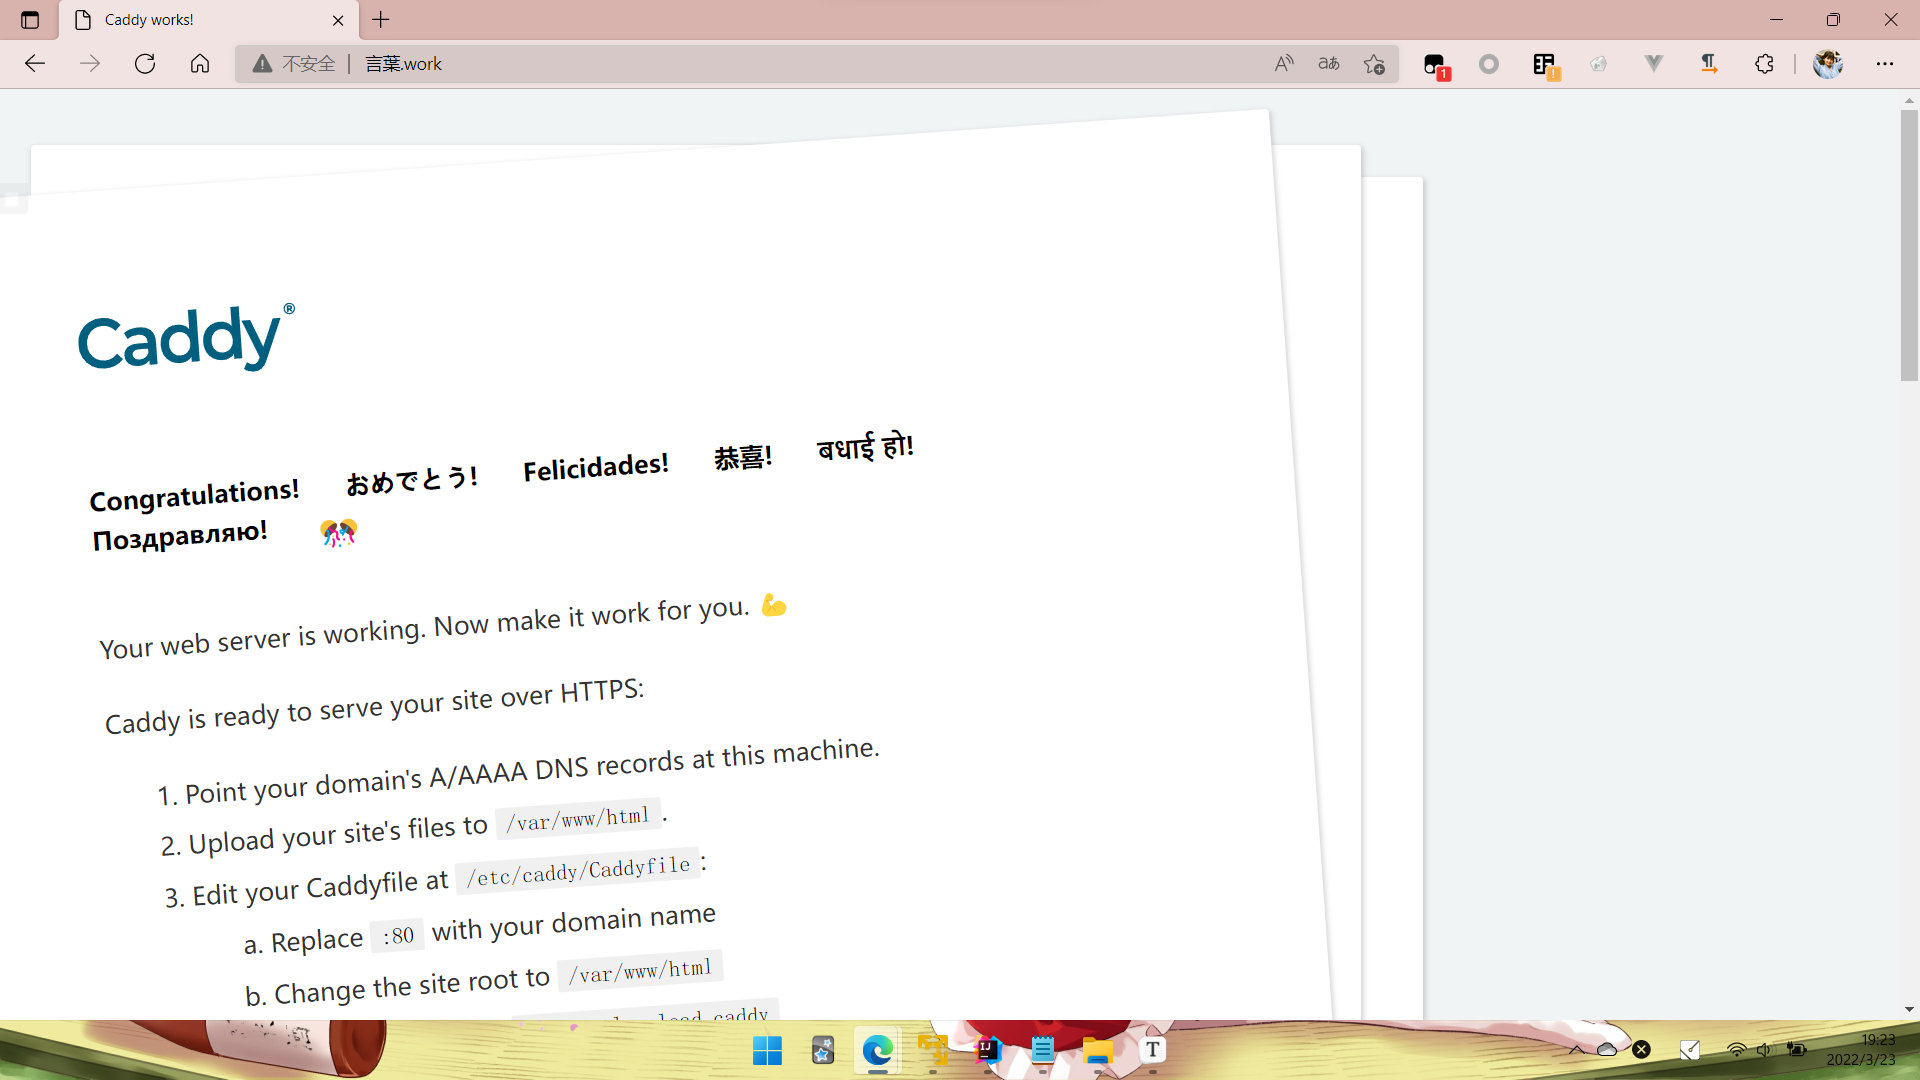 Caddy works!
不安全 | 言葉.work
A
aあ
1
!
Caddy®
Congratulations! おめでとう! Felicidades! 恭喜! बधाई हो!
Поздравляю!
Your web server is working. Now make it work for you.
Caddy is ready to serve your site over HTTPS:
1. Point your domain's A/AAAA DNS records at this machine.
2. Upload your site's files to /var/www/html.
3. Edit your Caddyfile at /etc/caddy/Caddyfile:
a. Replace :80 with your domain name
b. Change the site root to /var/www/html
caddy
IJ
T
19:23
2022/3/23